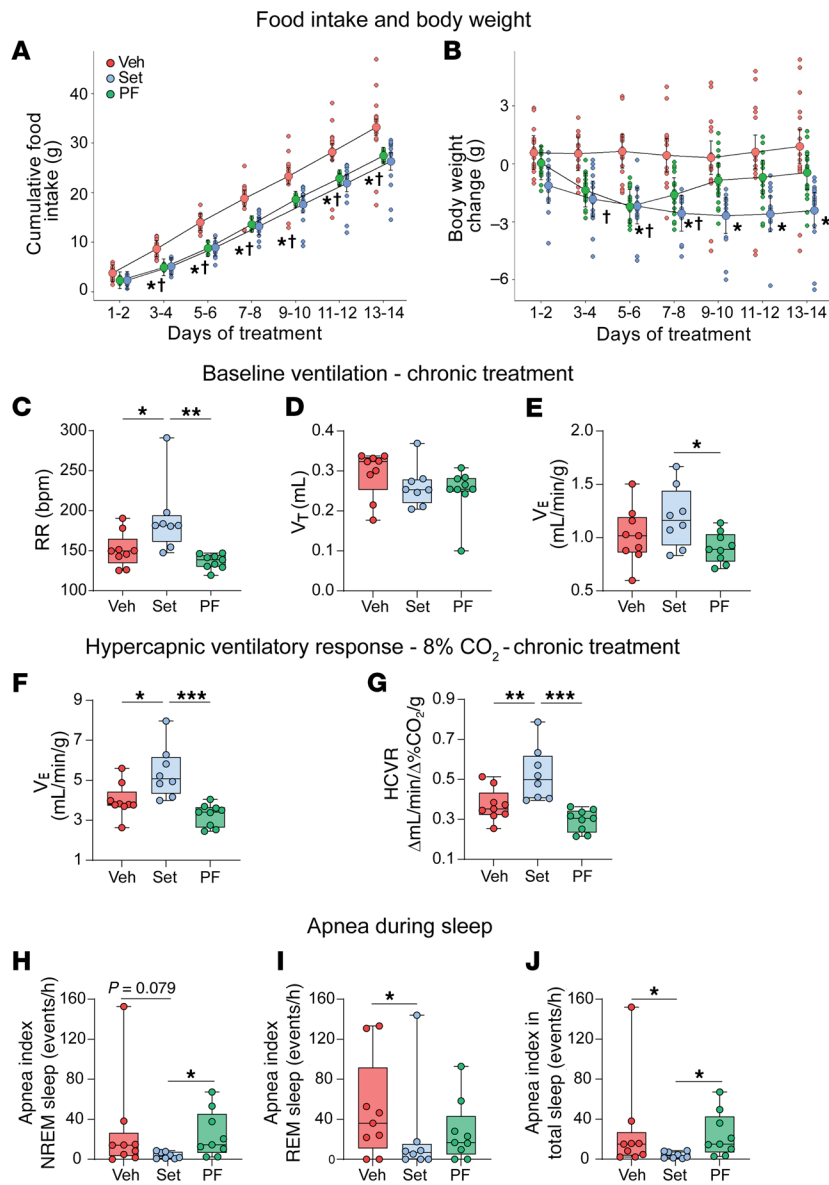 Food intake and body weight
A
B
Veh
Set
PF
Cumulative food
intake (g)
40
30
20
10
0
*†
*†
*†
*†
*†
*†
1-2
3-4
5-6
7-8
9-10
11-12
13-14
Days of treatment
Body weight
change (g)
3
0
–3
–6
†
*†
*†
*
*
*
1-2
3-4
5-6
7-8
9-10
11-12
13-14
Days of treatment
Baseline ventilation - chronic treatment
C
D
E
*
**
RR (bpm)
300
250
200
150
100
Veh
Set
PF
VT (mL)
0.4
0.3
0.2
0.1
0.0
Veh
Set
PF
*
VE
(mL/min/g)
2.0
1.5
1.0
0.5
Veh
Set
PF
Hypercapnic ventilatory response - 8% CO2 - chronic treatment
F
G
*
***
VE
(mL/min/g)
9
7
5
3
1
Veh
Set
PF
**
***
HCVR
ΔmL/min/Δ%CO2/g
0.9
0.7
0.5
0.3
0.1
Veh
Set
PF
Apnea during sleep
H
I
J
P = 0.079
*
Apnea index
NREM sleep (events/h)
160
120
80
40
0
Veh
Set
PF
*
Apnea index
REM sleep (events/h)
160
120
80
40
0
Veh
Set
PF
*
*
Apnea index in
total sleep (events/h)
160
120
80
40
0
Veh
Set
PF